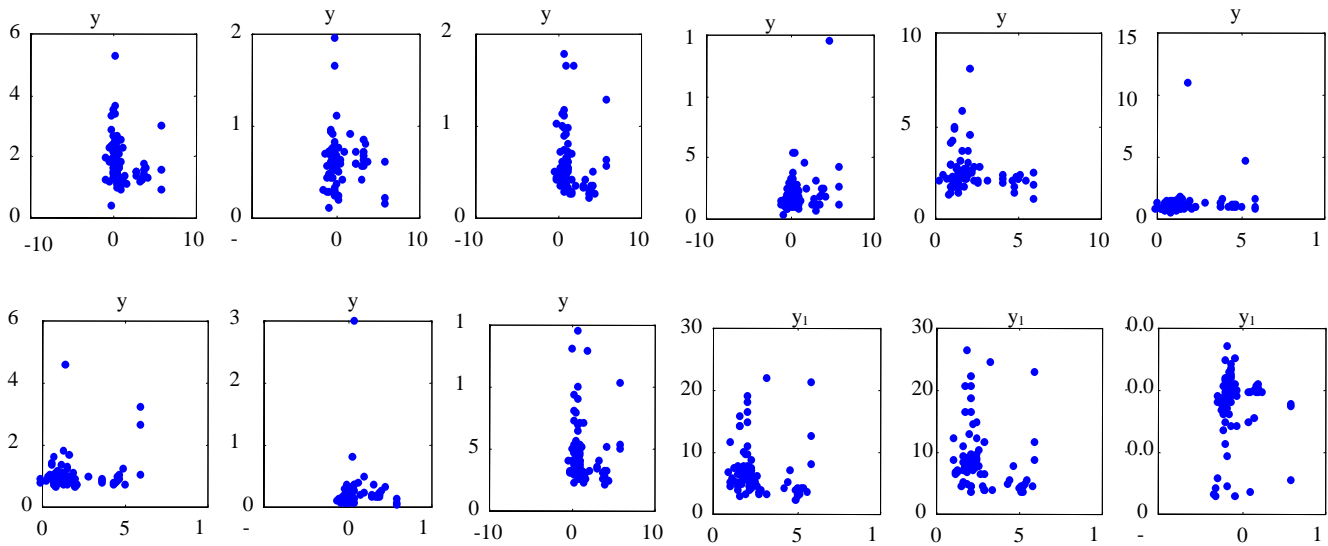 y y y y y y
6 2 2 1 10 15
4 1 10
2 1 1 5 5
0 0 0 0 0 0
-10 0 10 - 0 10 -10 0 10 -10 0 10 0 5 10 0 5 1
y y y y₁ y₁ y₁
6 3 1 30 30 0.0
4 2 1 20 20 0.0
2 1 5 10 10 0.0
0 0 0 0 0 0
0 5 1 - 0 1 -10 0 10 0 5 1 0 5 1 - 0 1